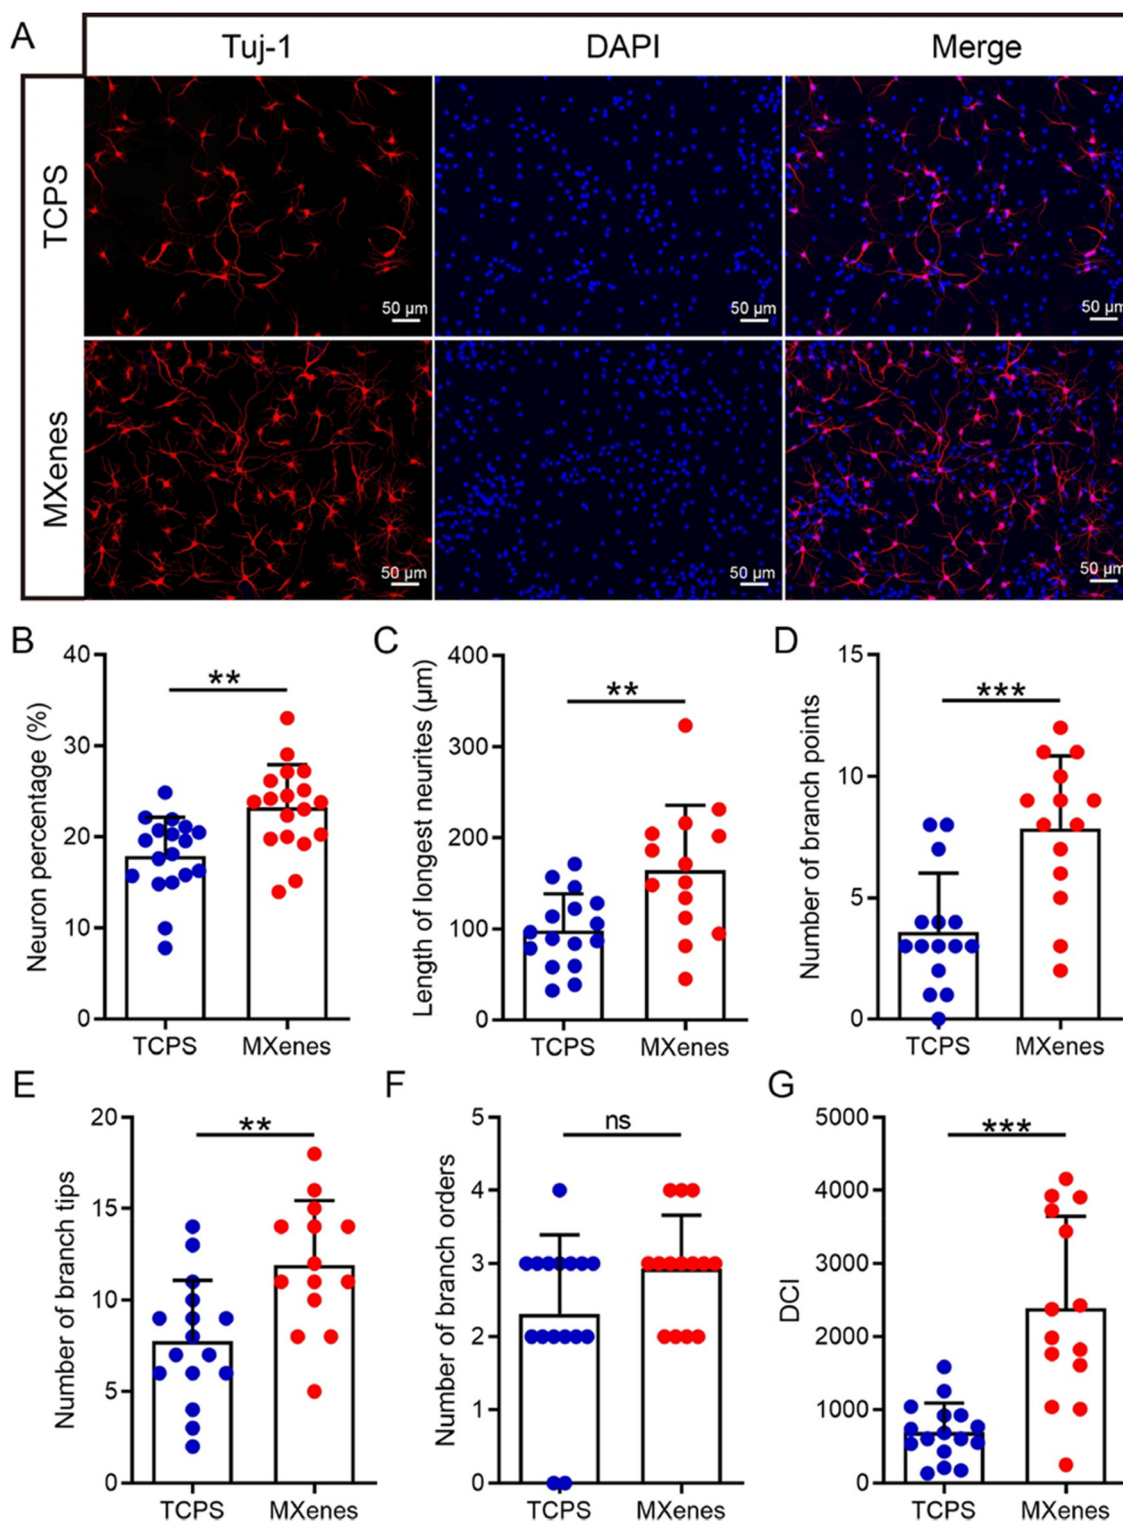 A
Tuj-1 DAPI Merge
TCPS
50 μm 50 μm 50 μm
MXenes
50 μm 50 μm 50 μm
B
Neuron percentage (%)
40
30
20
10
0
**
TCPS MXenes
C
Length of longest neurites (μm)
400
300
200
100
0
**
TCPS MXenes
D
Number of branch points
15
10
5
0
***
TCPS MXenes
E
Number of branch tips
20
15
10
5
0
**
TCPS MXenes
F
Number of branch orders
5
4
3
2
1
0
ns
TCPS MXenes
G
DCI
5000
4000
3000
2000
1000
0
***
TCPS MXenes